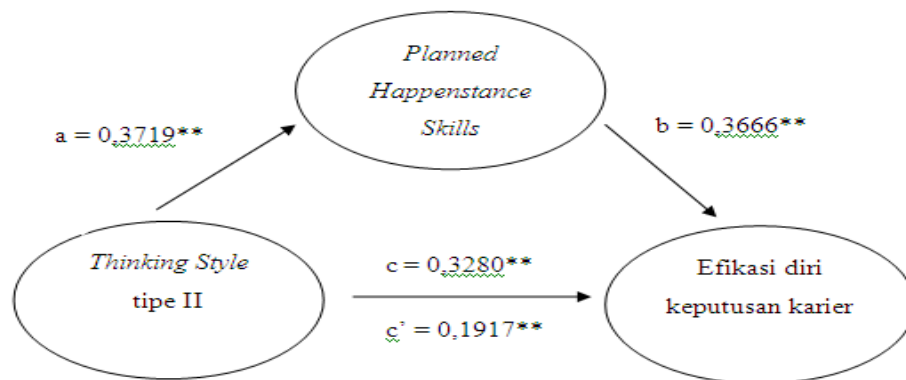 Planned
Happenstance
Skills
a = 0,3719**
b = 0,3666**
Thinking Style
tipe II
c = 0,3280**
c’ = 0,1917**
Efikasi diri
keputusan karier